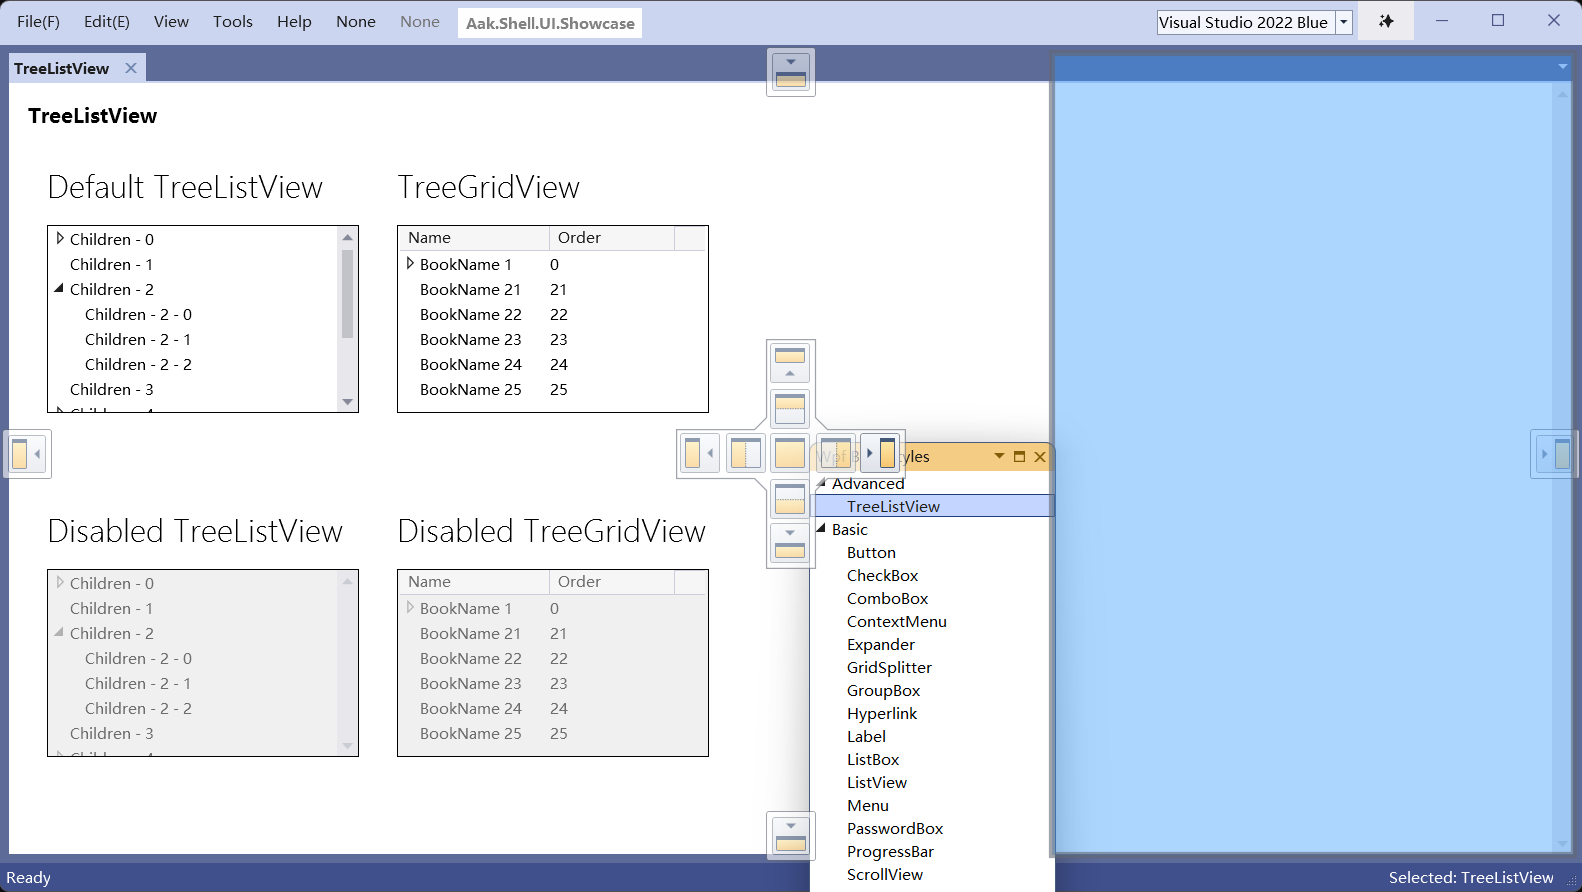 File(F) Edit(E) View Tools Help None None Aak.Shell.UI.Showcase Visual Studio 2022 Blue
TreeListView
TreeListView
Default TreeListView
Children - 0
Children - 1
Children - 2
Children - 2 - 0
Children - 2 - 1
Children - 2 - 2
Children - 3
TreeGridView
Name Order
BookName 1 0
BookName 21 21
BookName 22 22
BookName 23 23
BookName 24 24
BookName 25 25
Disabled TreeListView
Children - 0
Children - 1
Children - 2
Children - 2 - 0
Children - 2 - 1
Children - 2 - 2
Children - 3
Disabled TreeGridView
Name Order
BookName 1 0
BookName 21 21
BookName 22 22
BookName 23 23
BookName 24 24
BookName 25 25
Advanced
TreeListView
Basic
Button
CheckBox
ComboBox
ContextMenu
Expander
GridSplitter
GroupBox
Hyperlink
Label
ListBox
ListView
Menu
PasswordBox
ProgressBar
ScrollView
Ready
Selected: TreeListView